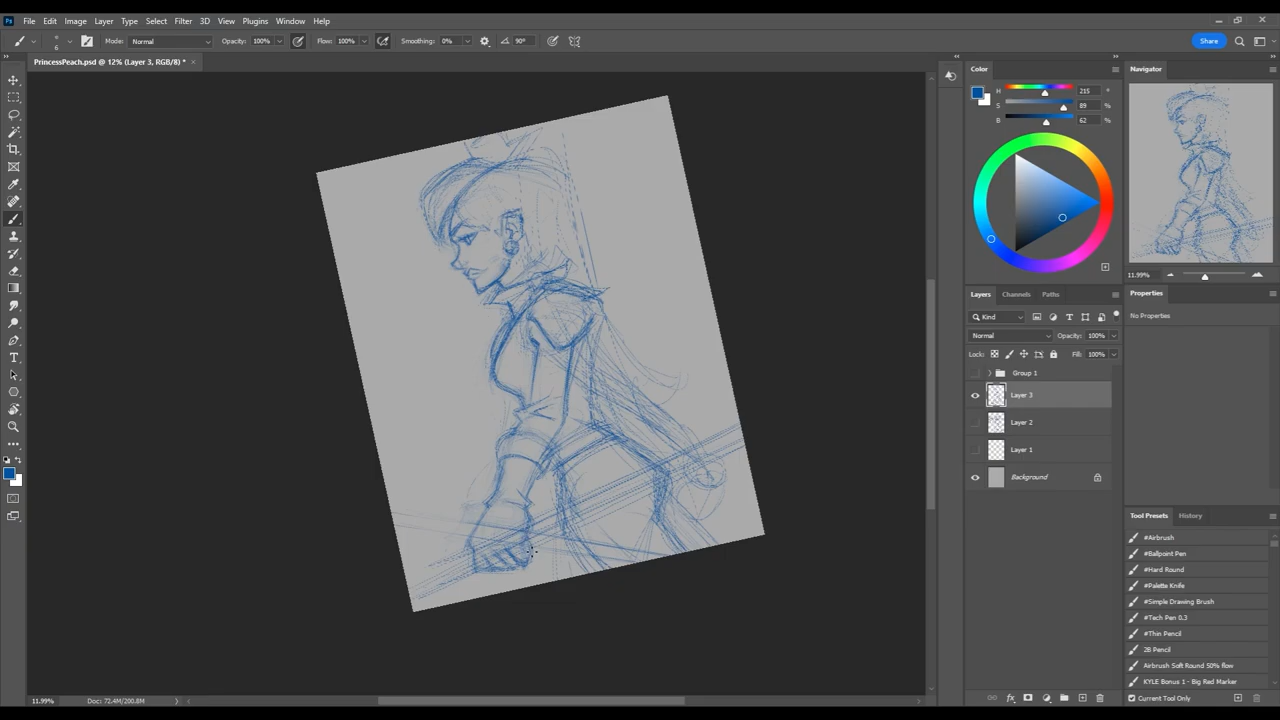 Ps File Edit Image Layer Type Select Filter 3D View Plugins Window Help
6 Mode: Normal Opacity: 100% Flow: 100% Smoothing: 0% 90° Share
PrincessPeach.psd @ 12% (Layer 3, RGB/8) * ×
Color
H 215 °
S 89 %
B 62 %
Navigator
11.99%
Layers Channels Paths
Kind
Normal Opacity: 100%
Lock: Fill: 100%
Group 1
Layer 3
Layer 2
Layer 1
Background
Properties
No Properties
Tool Presets History
#Airbrush
#Ballpoint Pen
#Hard Round
#Palette Knife
#Simple Drawing Brush
#Tech Pen 0.3
#Thin Pencil
2B Pencil
Airbrush Soft Round 50% flow
KYLE Bonus 1 - Big Red Marker
Current Tool Only
11.99% Doc: 72.4M/200.8M